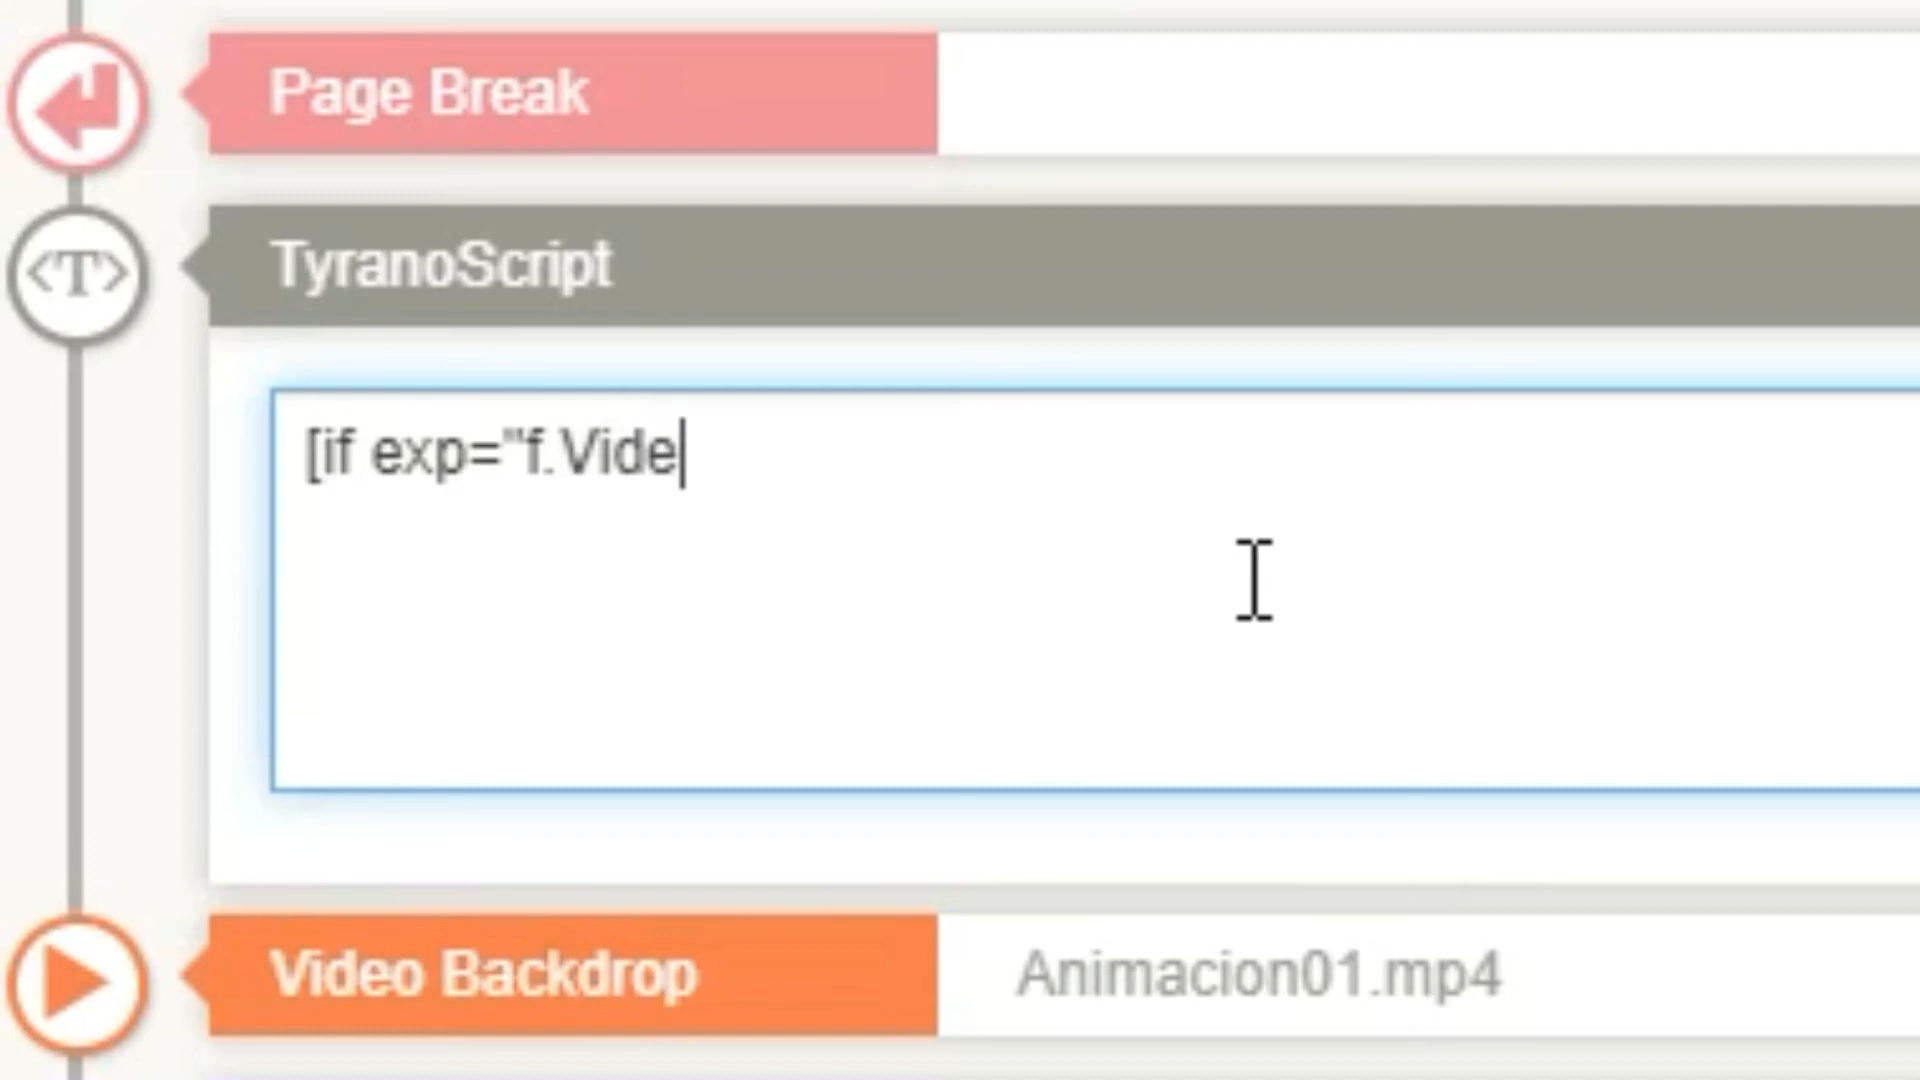 Page Break
<T>
TyranoScript
[if exp="f.Vide
Video Backdrop
Animacion01.mp4